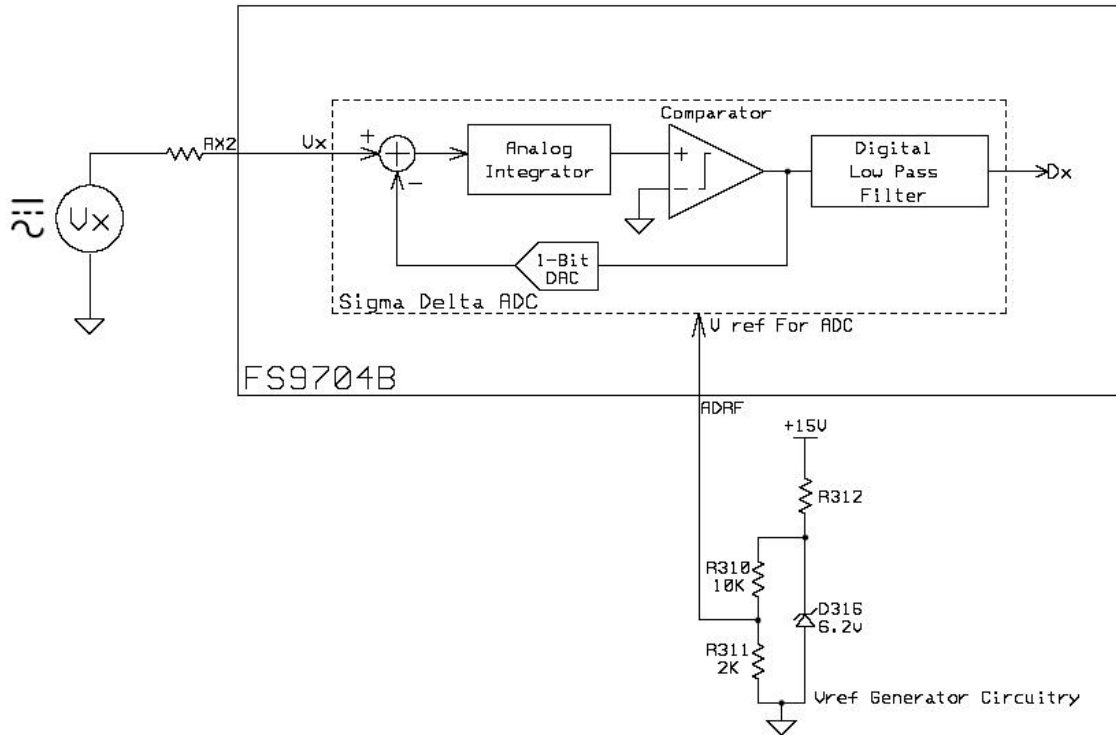 Comparator
RX2
Vx
+
-
Analog
Integrator
+
-
Digital
Low Pass
Filter
Dx
Vx
1-Bit
DAC
Sigma Delta ADC
V ref For ADC
FS9704B
ADRF
+15V
R312
R310
10K
D316
6.2v
R311
2K
Vref Generator Circuitry